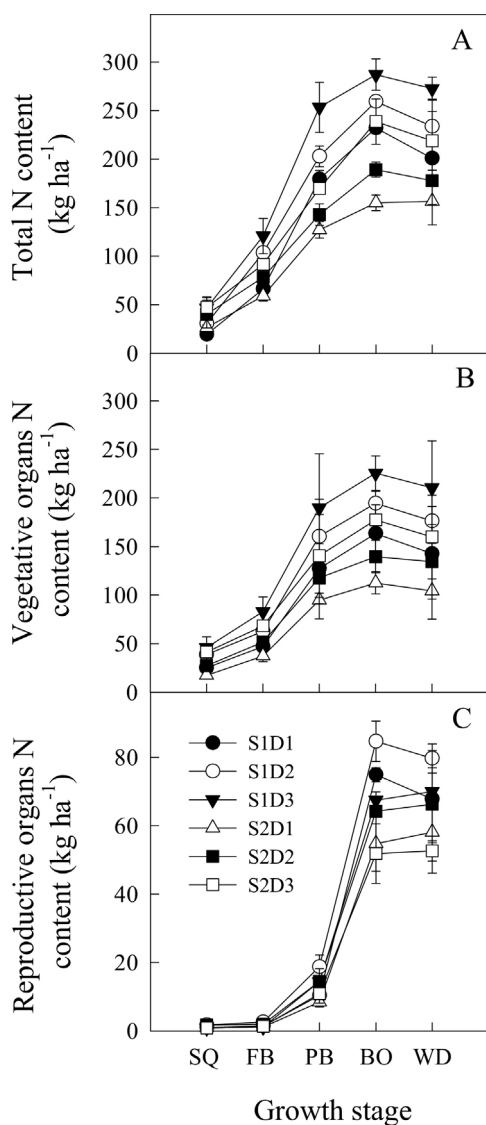 A
Total N content
(kg ha⁻¹)
300
250
200
150
100
50
0
B
Vegetative organs N
content (kg ha⁻¹)
300
250
200
150
100
50
0
C
Reproductive organs N
content (kg ha⁻¹)
80
60
40
20
0
S1D1
S1D2
S1D3
S2D1
S2D2
S2D3
SQ FB PB BO WD
Growth stage